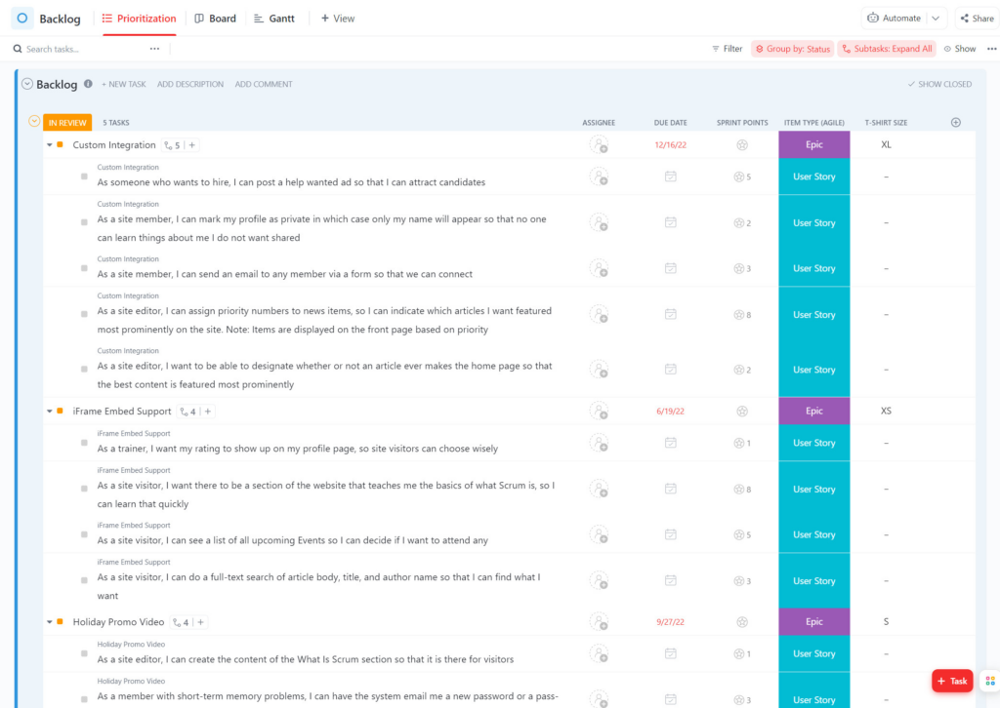 Backlog Prioritization Board Gantt + View Automate Share
Search tasks... ... Filter Group by: Status Subtasks: Expand All Show ...
Backlog + NEW TASK ADD DESCRIPTION ADD COMMENT SHOW CLOSED
IN REVIEW 5 TASKS ASSIGNEE DUE DATE SPRINT POINTS ITEM TYPE (AGILE) T-SHIRT SIZE
Custom Integration 5 + 12/16/22 Epic XL
Custom Integration
As someone who wants to hire, I can post a help wanted ad so that I can attract candidates 5 User Story –
Custom Integration
As a site member, I can mark my profile as private in which case only my name will appear so that no one
can learn things about me I do not want shared 2 User Story –
Custom Integration
As a site member, I can send an email to any member via a form so that we can connect 3 User Story –
Custom Integration
As a site editor, I can assign priority numbers to news items, so I can indicate which articles I want featured
most prominently on the site. Note: Items are displayed on the front page based on priority 8 User Story –
Custom Integration
As a site editor, I want to be able to designate whether or not an article ever makes the home page so that
the best content is featured most prominently 2 User Story –
iFrame Embed Support 4 + 6/19/22 Epic XS
iFrame Embed Support
As a trainer, I want my rating to show up on my profile page, so site visitors can choose wisely 1 User Story –
iFrame Embed Support
As a site visitor, I want there to be a section of the website that teaches me the basics of what Scrum is, so I
can learn that quickly 8 User Story –
iFrame Embed Support
As a site visitor, I can see a list of all upcoming Events so I can decide if I want to attend any 5 User Story –
iFrame Embed Support
As a site visitor, I can do a full-text search of article body, title, and author name so that I can find what I
want 3 User Story –
Holiday Promo Video 4 + 9/27/22 Epic S
Holiday Promo Video
As a site editor, I can create the content of the What Is Scrum section so that it is there for visitors 1 User Story –
Holiday Promo Video
As a member with short-term memory problems, I can have the system email me a new password or a pass- 3 User Story –
+ Task